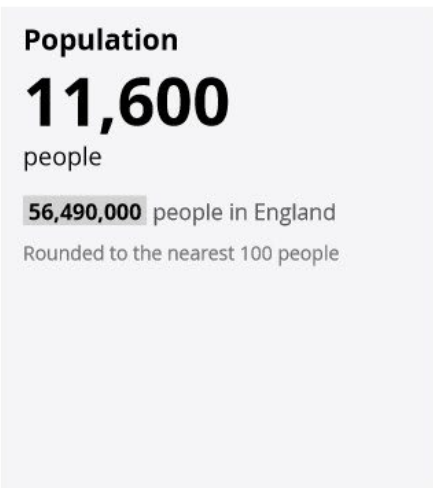 Population
11,600
people
56,490,000 people in England
Rounded to the nearest 100 people